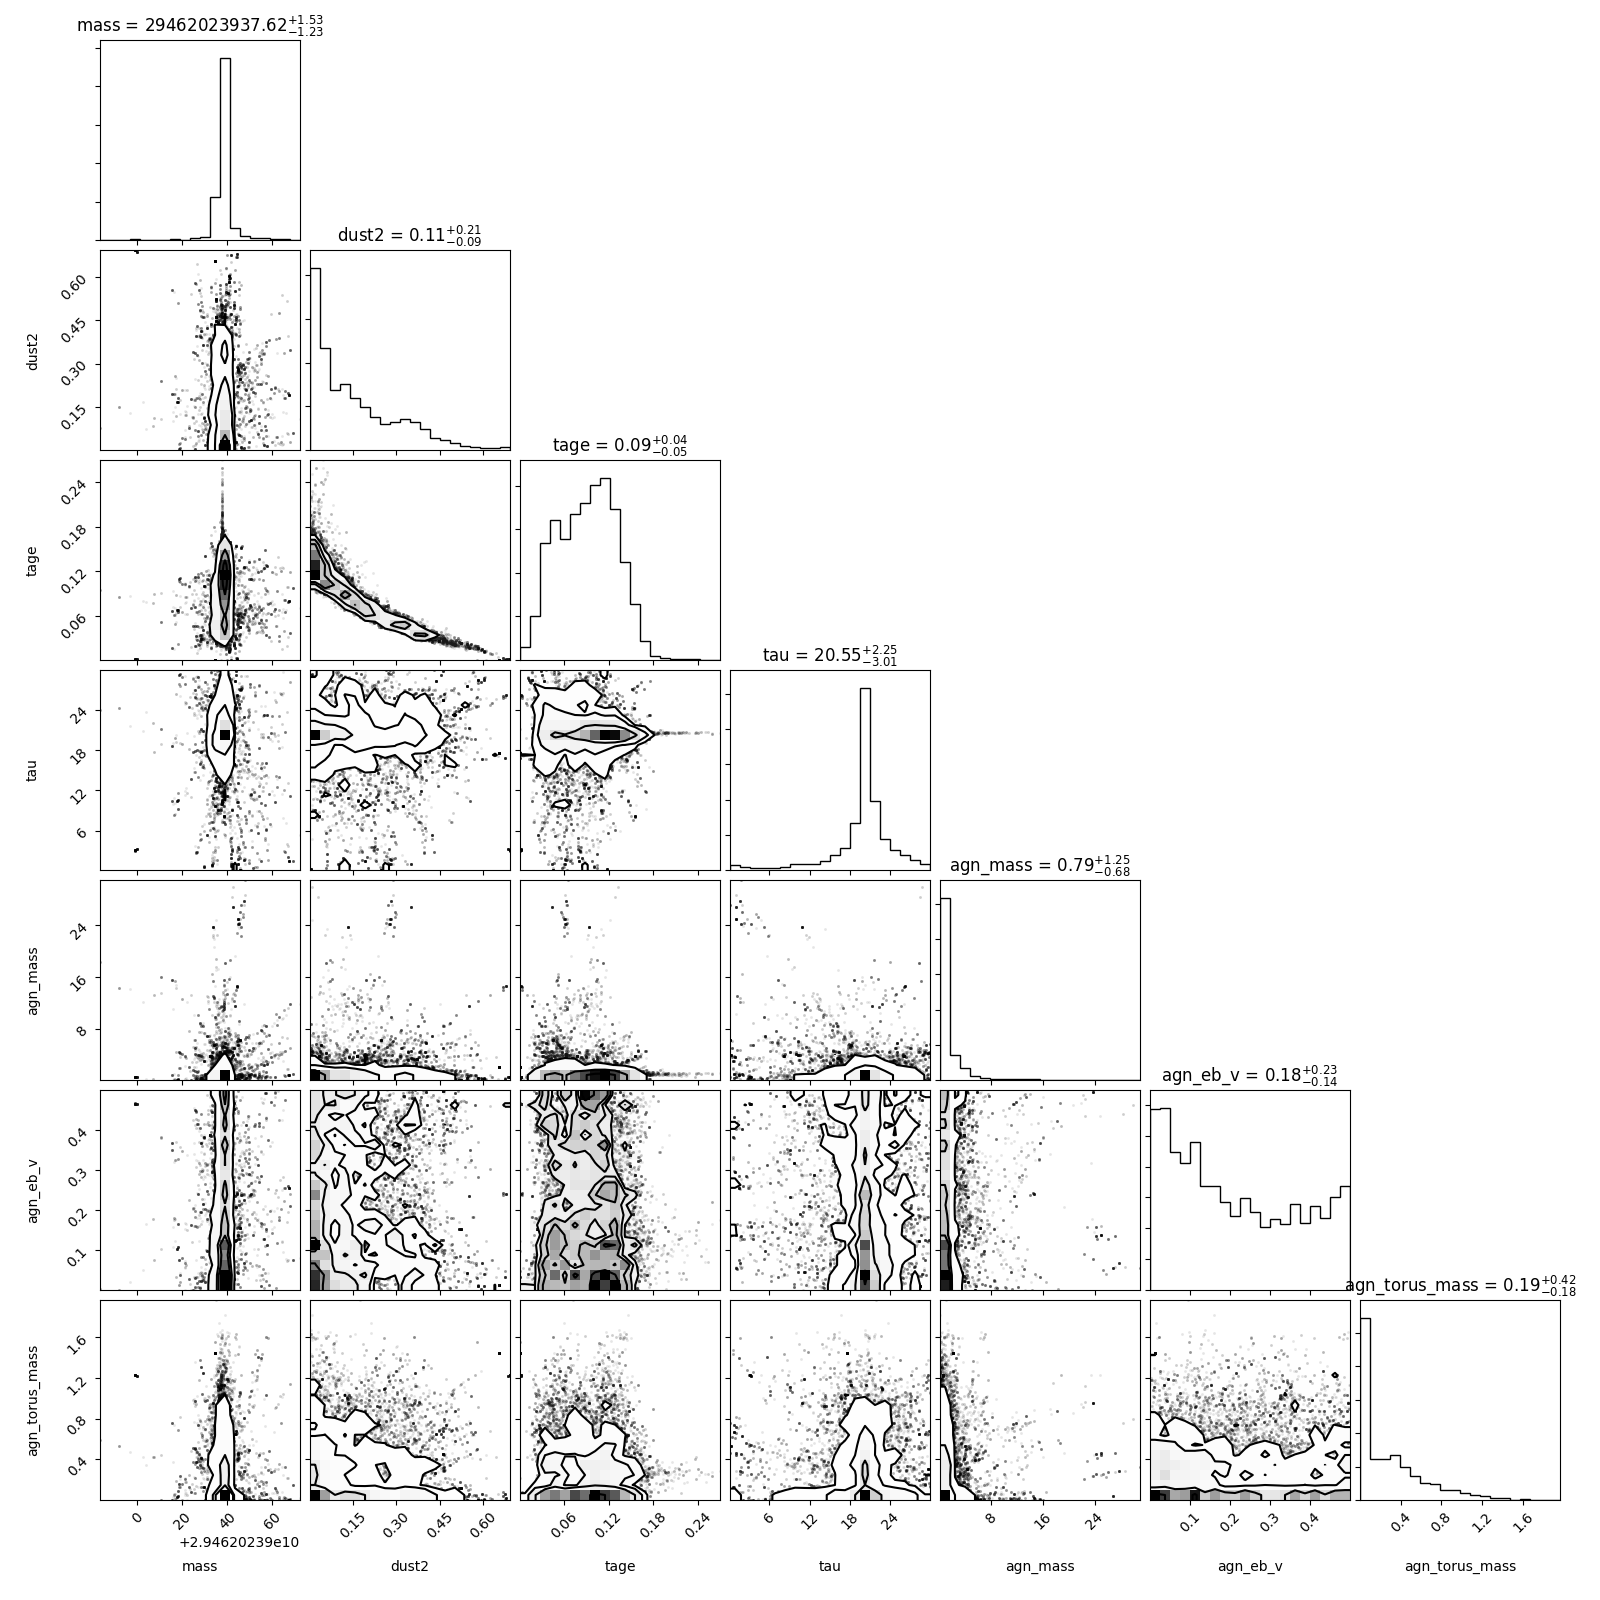 mass = 29462023937.62+1.53−1.23
dust2 = 0.11+0.21−0.09
0.60
0.45
0.30
0.15
dust2
tage = 0.09+0.04−0.05
0.24
0.18
0.12
0.06
tage
tau = 20.55+2.25−3.01
24
18
12
6
tau
agn_mass = 0.79+1.25−0.68
24
16
8
agn_mass
agn_eb_v = 0.18+0.23−0.14
0.4
0.3
0.2
0.1
agn_eb_v
agn_torus_mass = 0.19+0.42−0.18
1.6
1.2
0.8
0.4
agn_torus_mass
0 20 40 60 0.15 0.30 0.45 0.60 0.06 0.12 0.18 0.24 6 12 18 24 8 16 24 0.1 0.2 0.3 0.4 0.4 0.8 1.2 1.6
+2.94620239e10
mass dust2 tage tau agn_mass agn_eb_v agn_torus_mass